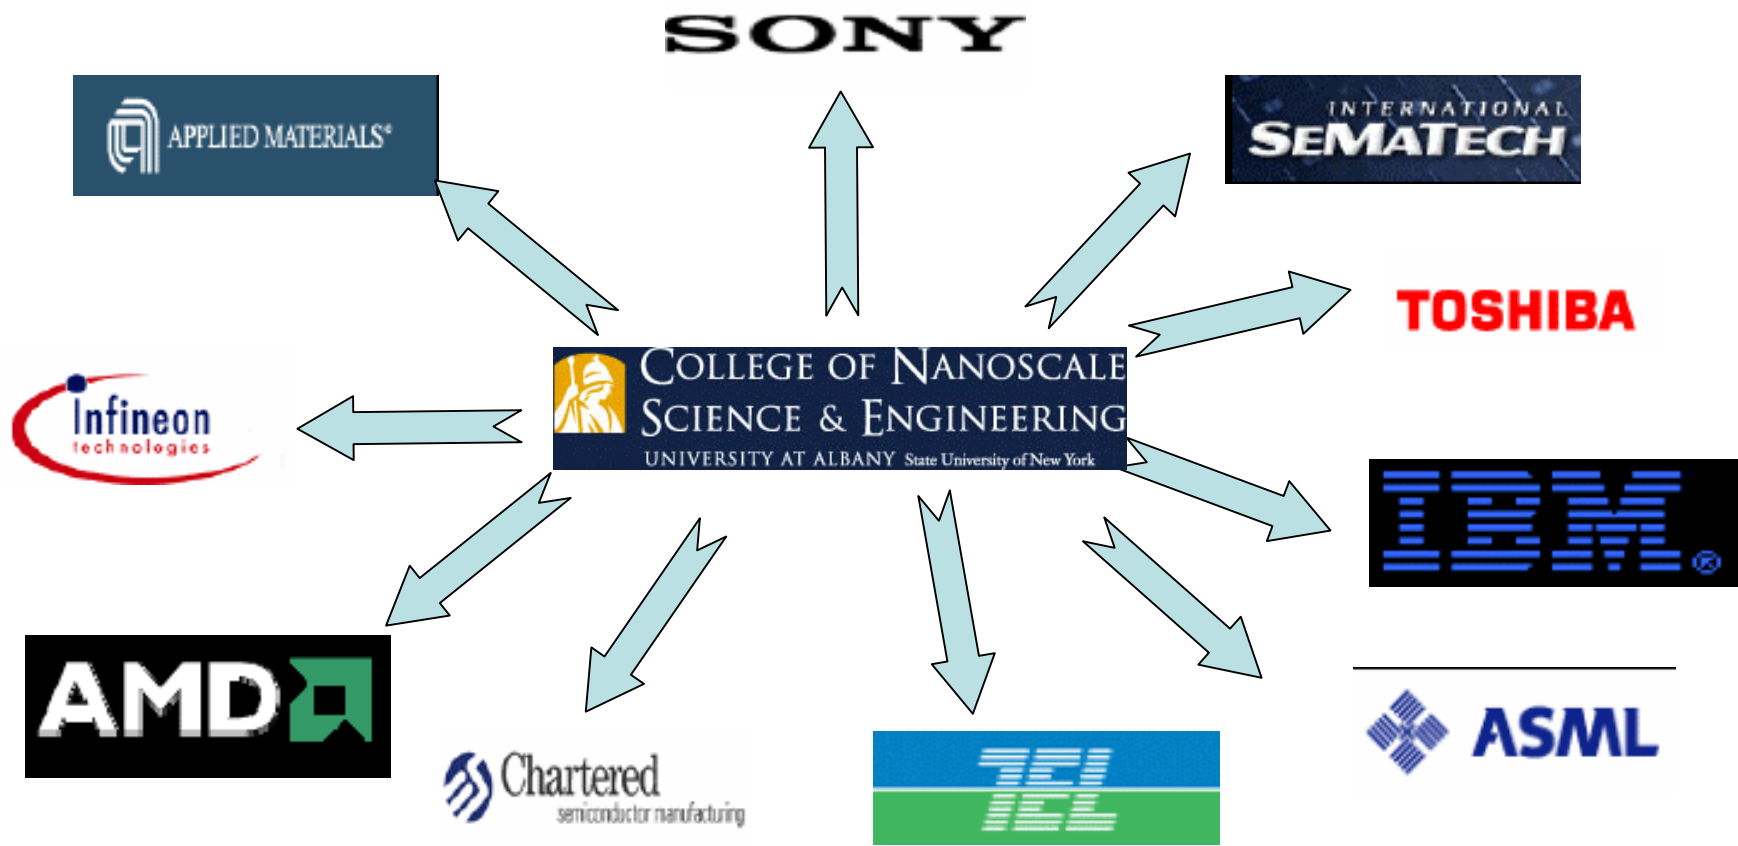 SONY
APPLIED MATERIALS®
INTERNATIONAL
SEMATECH
TOSHIBA
COLLEGE OF NANOSCALE
SCIENCE & ENGINEERING
UNIVERSITY AT ALBANY State University of New York
Infineon
technologies
IBM®
AMD
ASML
Chartered
semiconductor manufacturing
TEL